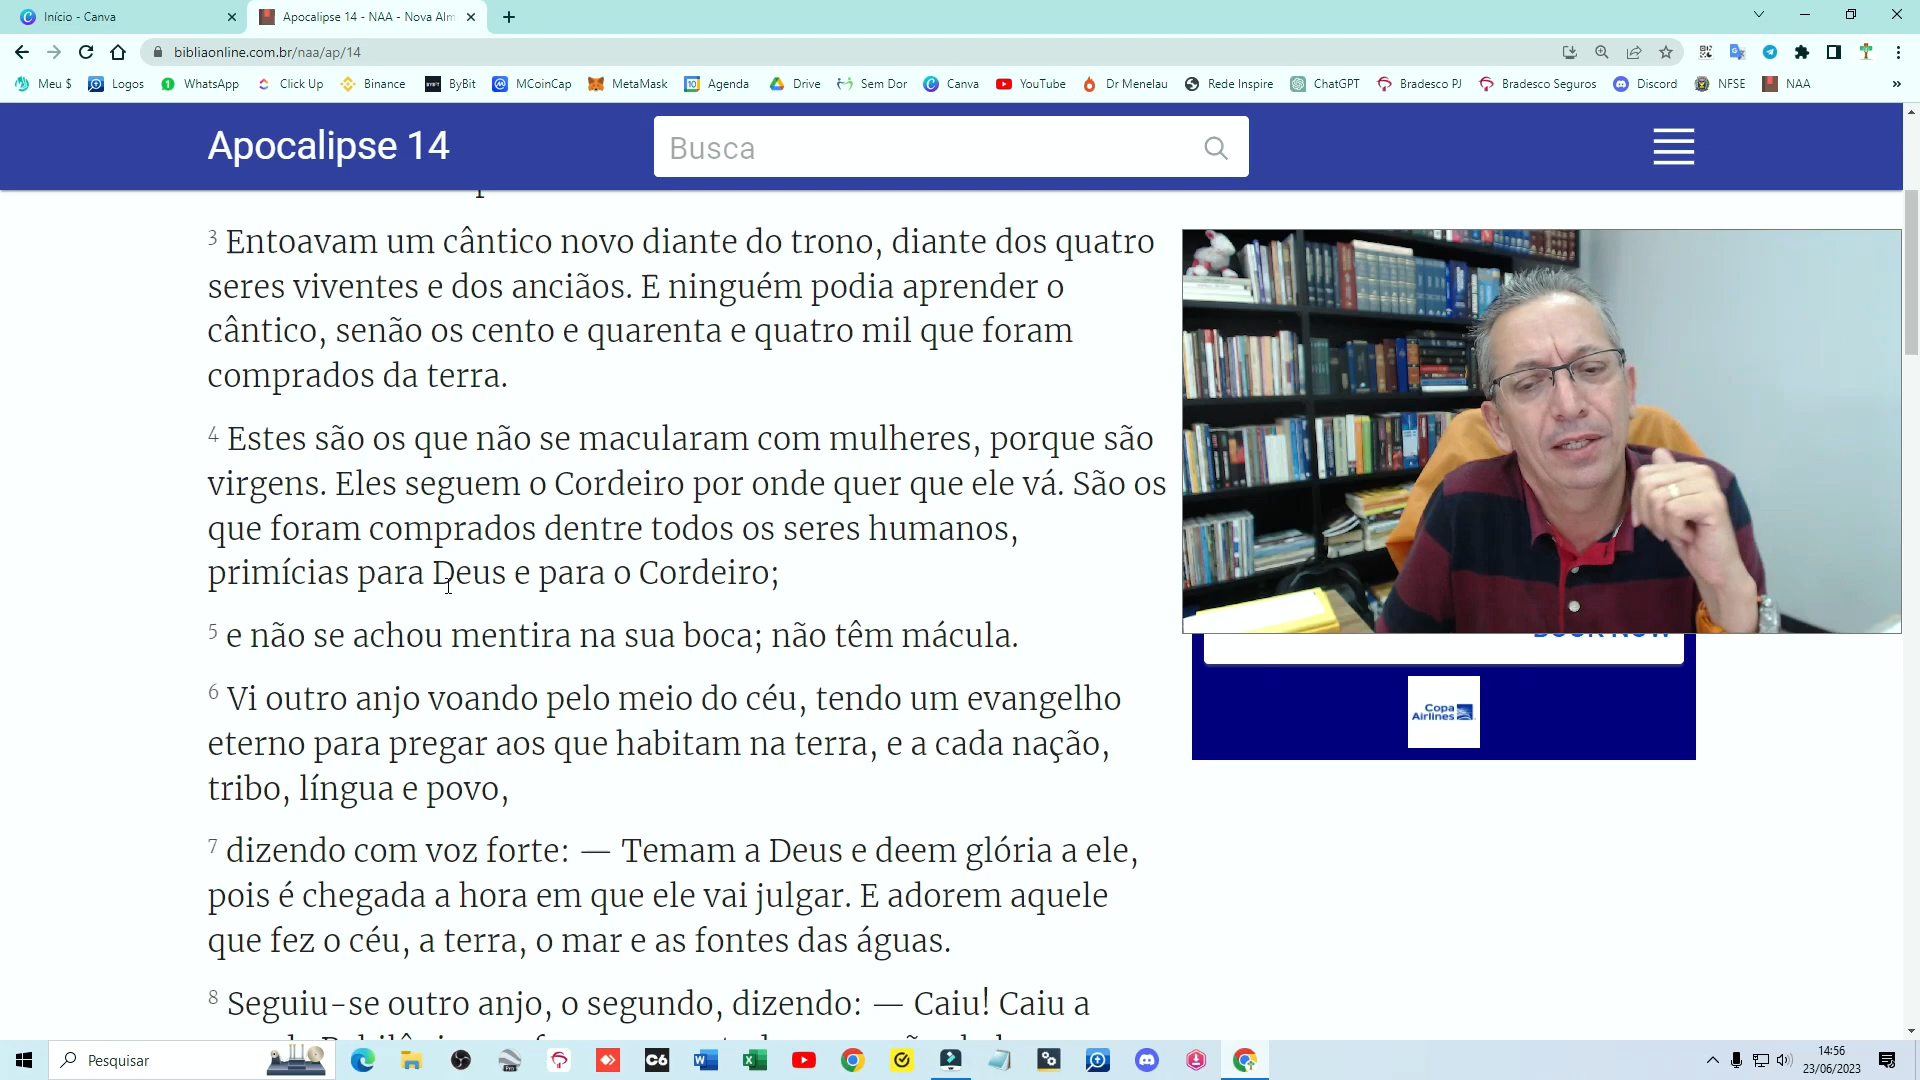 Início - Canva
Apocalipse 14 - NAA - Nova Alm
bibliaonline.com.br/naa/ap/14
Meu $ Logos WhatsApp Click Up Binance ByBit MCoinCap MetaMask Agenda Drive Sem Dor Canva YouTube Dr Menelau Rede Inspire ChatGPT Bradesco PJ Bradesco Seguros Discord NFSE NAA »
Apocalipse 14
Busca
3 Entoavam um cântico novo diante do trono, diante dos quatro
seres viventes e dos anciãos. E ninguém podia aprender o
cântico, senão os cento e quarenta e quatro mil que foram
comprados da terra.
4 Estes são os que não se macularam com mulheres, porque são
virgens. Eles seguem o Cordeiro por onde quer que ele vá. São os
que foram comprados dentre todos os seres humanos,
primícias para Deus e para o Cordeiro;
5 e não se achou mentira na sua boca; não têm mácula.
6 Vi outro anjo voando pelo meio do céu, tendo um evangelho
eterno para pregar aos que habitam na terra, e a cada nação,
tribo, língua e povo,
7 dizendo com voz forte: — Temam a Deus e deem glória a ele,
pois é chegada a hora em que ele vai julgar. E adorem aquele
que fez o céu, a terra, o mar e as fontes das águas.
8 Seguiu-se outro anjo, o segundo, dizendo: — Caiu! Caiu a
BOOK NOW
Copa
Airlines
Pesquisar
C6
14:56
23/06/2023